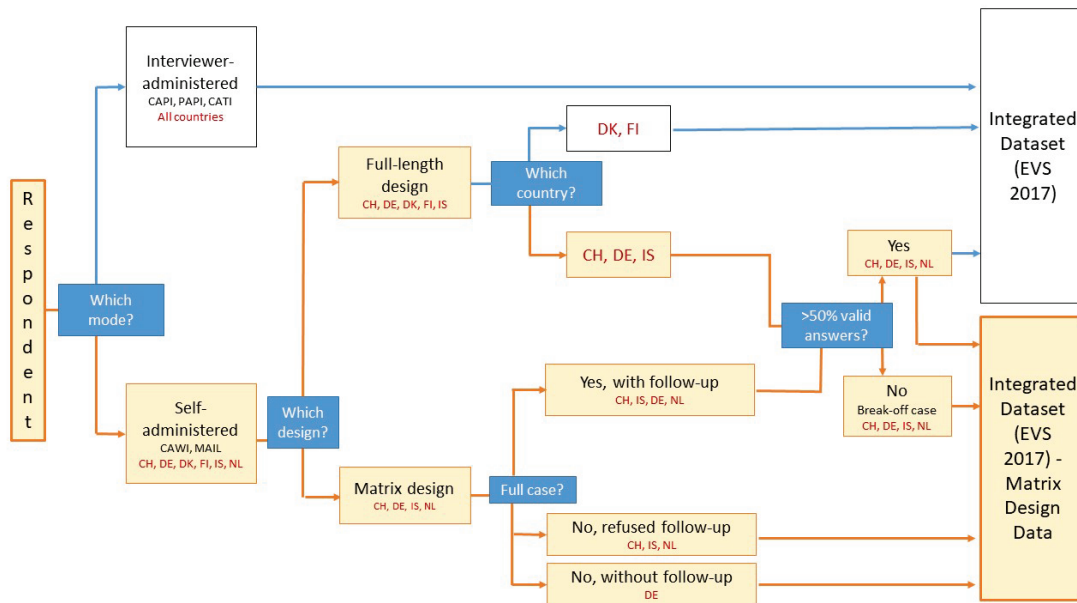 Respondent
Which
mode?
Interviewer-
administered
CAPI, PAPI, CATI
All countries
Self-
administered
CAWI, MAIL
CH, DE, DK, FI, IS, NL
Which
design?
Full-length
design
CH, DE, DK, FI, IS
Matrix design
CH, DE, IS, NL
Which
country?
DK, FI
CH, DE, IS
Full case?
Yes, with follow-up
CH, IS, DE, NL
No, refused follow-up
CH, IS, NL
No, without follow-up
DE
>50% valid
answers?
Yes
CH, DE, IS, NL
No
Break-off case
CH, DE, IS, NL
Integrated
Dataset
(EVS
2017)
Integrated
Dataset
(EVS
2017) -
Matrix
Design
Data